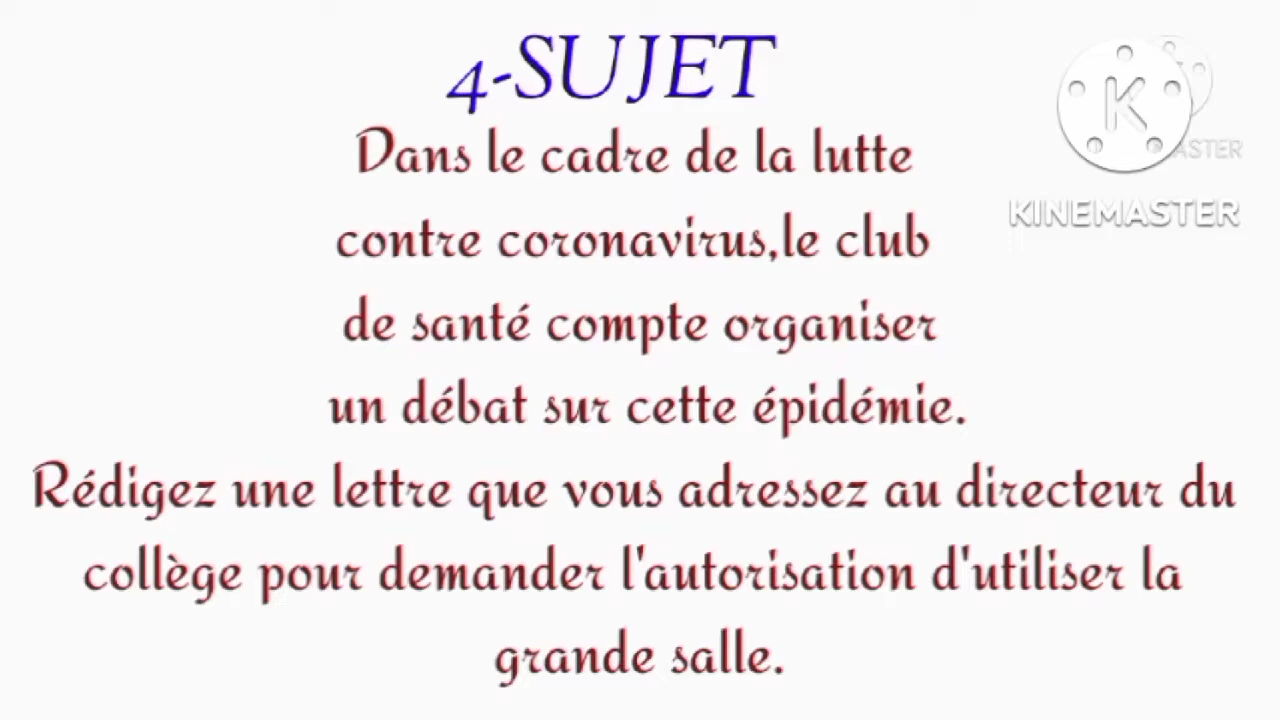 4-SUJET
Dans le cadre de la lutte
contre coronavirus,le club
de santé compte organiser
un débat sur cette épidémie.
Rédigez une lettre que vous adressez au directeur du
collège pour demander l'autorisation d'utiliser la
grande salle.
K
ASTER
KINEMASTER